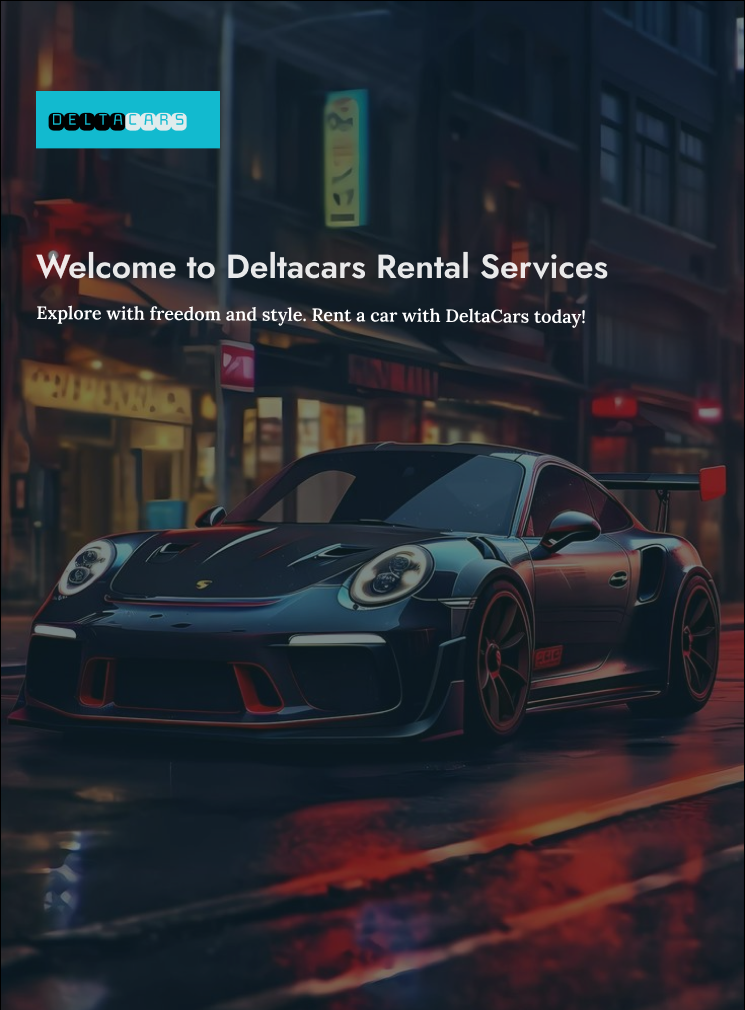 DELTACARS
Welcome to Deltacars Rental Services
Explore with freedom and style. Rent a car with DeltaCars today!